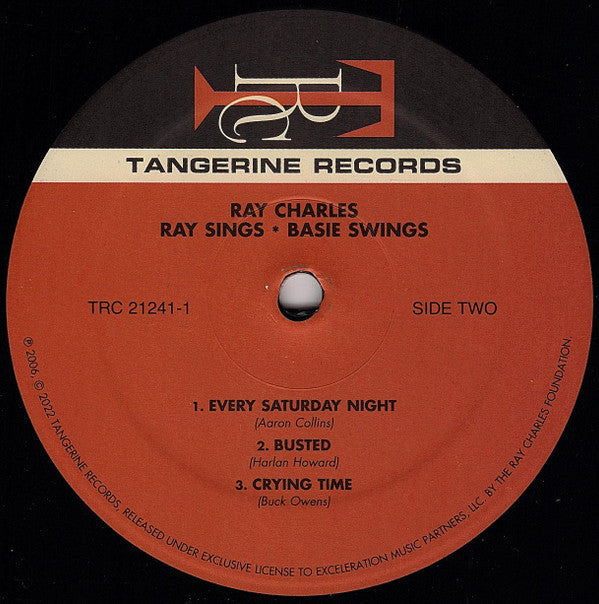 TRC
TANGERINE RECORDS
RAY CHARLES
RAY SINGS * BASIE SWINGS
TRC 21241-1
SIDE TWO
1. EVERY SATURDAY NIGHT
(Aaron Collins)
2. BUSTED
(Harlan Howard)
3. CRYING TIME
(Buck Owens)
℗ 2006, © 2022 TANGERINE RECORDS, RELEASED UNDER EXCLUSIVE LICENSE TO EXCELERATION MUSIC PARTNERS, LLC. BY THE RAY CHARLES FOUNDATION.